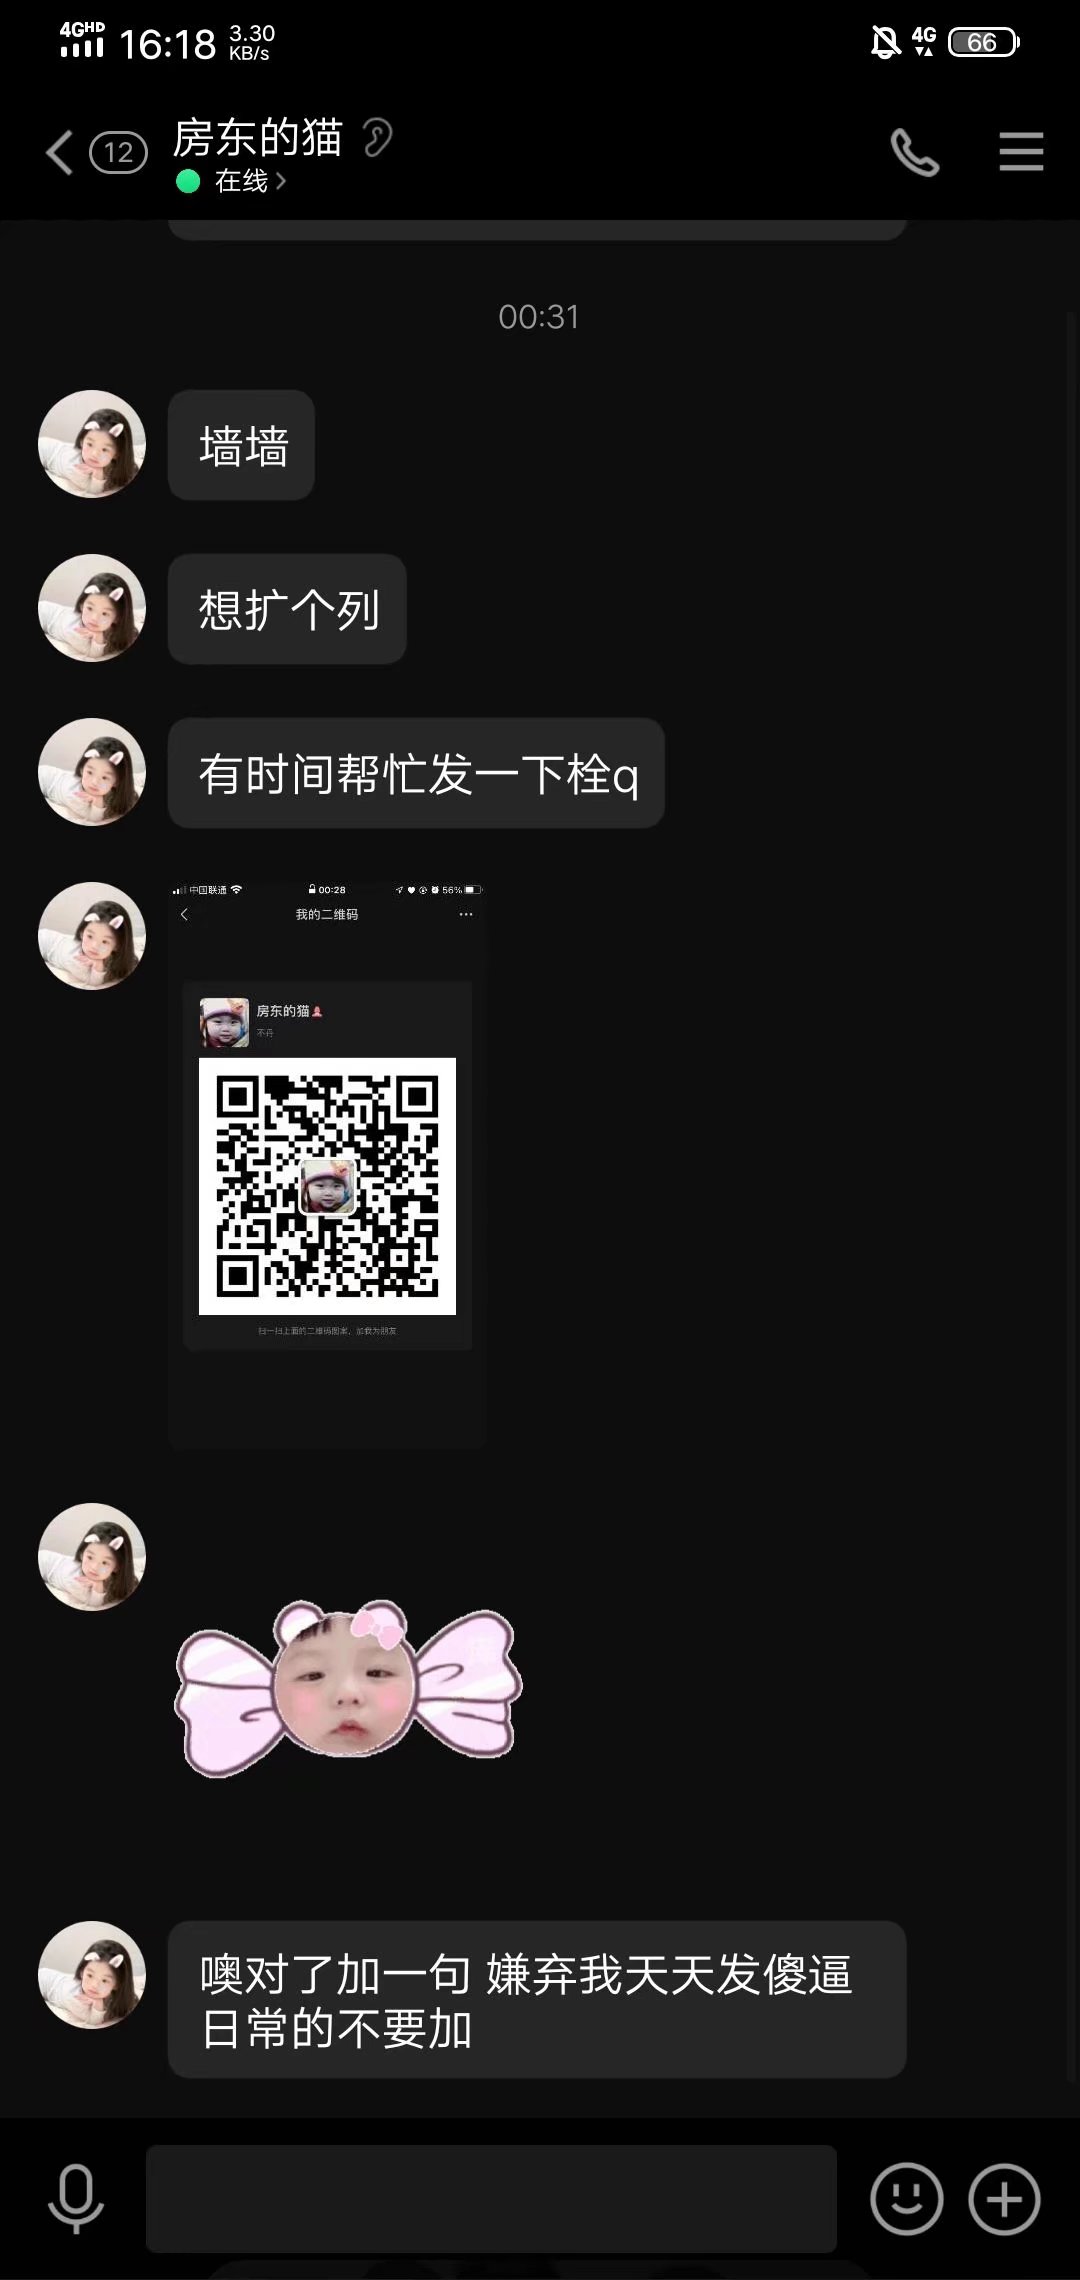 4GHD 16:18 3.30 KB/s 4G 66
12 房东的猫
在线
00:31
墙墙
想扩个列
有时间帮忙发一下栓q
中国联通 00:28 56%
我的二维码
房东的猫
不丹
扫一扫上面的二维码图案，加我为朋友
噢对了加一句 嫌弃我天天发傻逼
日常的不要加